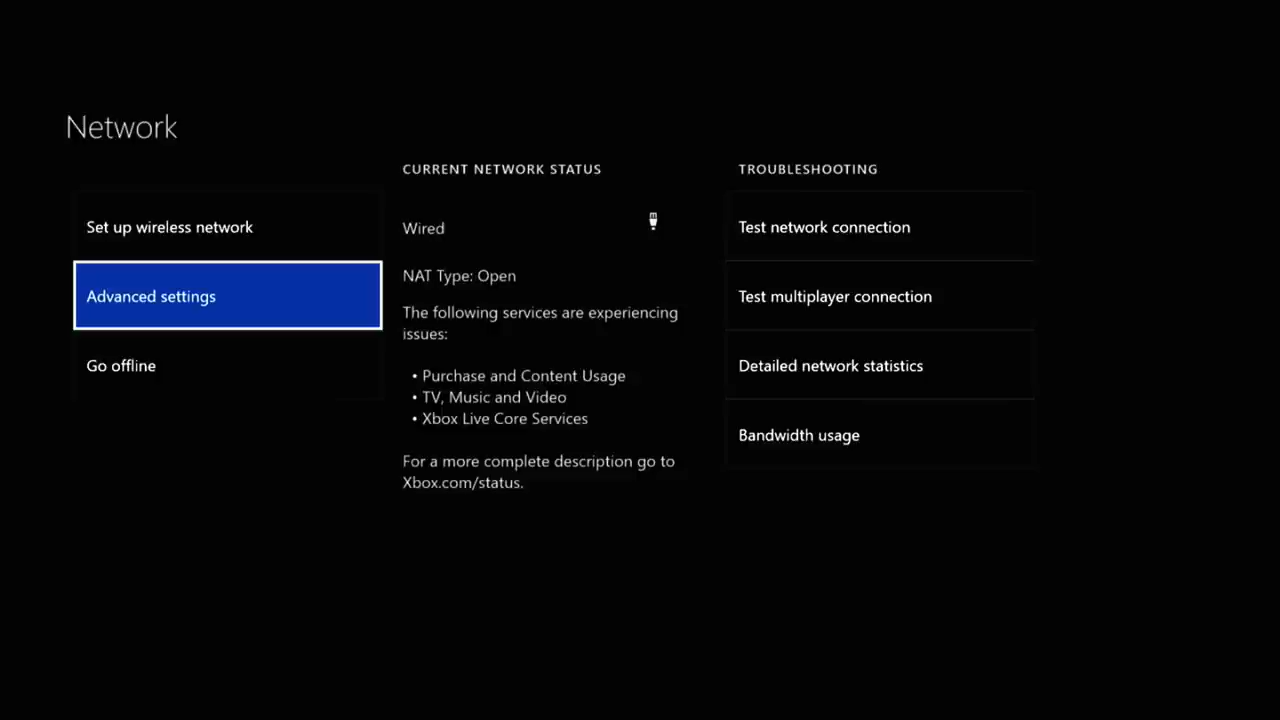 Network
Set up wireless network
Advanced settings
Go offline
CURRENT NETWORK STATUS
Wired
NAT Type: Open
The following services are experiencing
issues:
• Purchase and Content Usage
• TV, Music and Video
• Xbox Live Core Services
For a more complete description go to
Xbox.com/status.
TROUBLESHOOTING
Test network connection
Test multiplayer connection
Detailed network statistics
Bandwidth usage